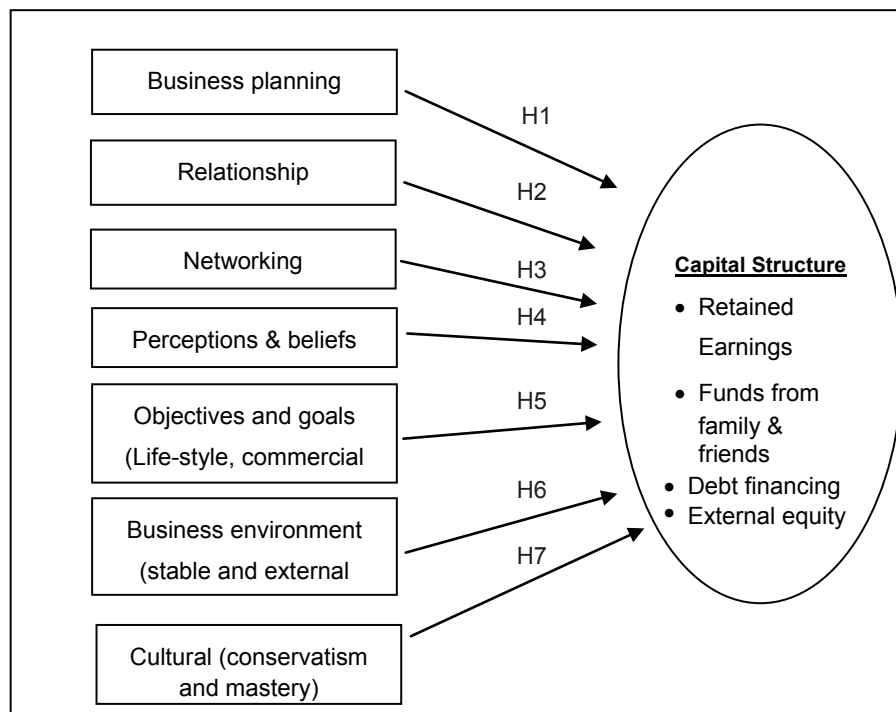 Business planning
H1
Relationship
H2
Networking
H3
Perceptions & beliefs
H4
Objectives and goals
(Life-style, commercial
H5
Business environment
(stable and external
H6
Cultural (conservatism
and mastery)
H7
Capital Structure
• Retained
Earnings
• Funds from
family &
friends
• Debt financing
• External equity